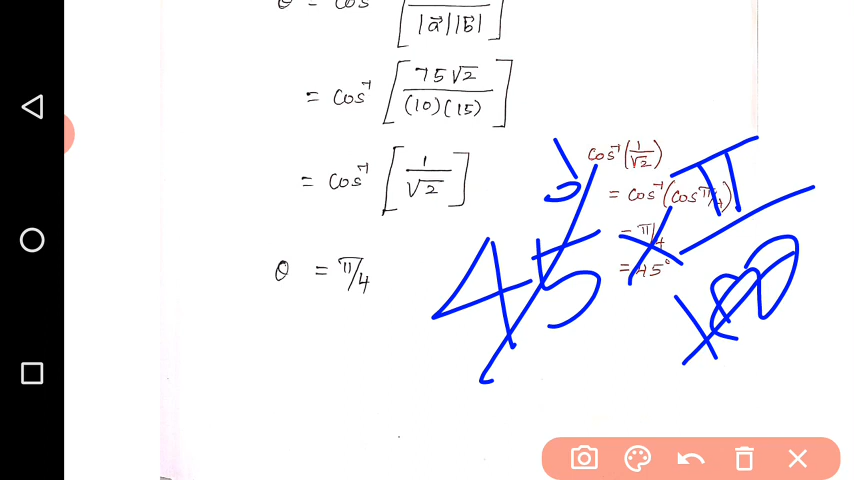 θ = cos⁻¹ [ / |a⃗||b⃗| ]
= cos⁻¹ [ 75√2 / (10)(15) ]
= cos⁻¹ [ 1/√2 ]
θ = π/4
cos⁻¹(1/√2)
= cos⁻¹(cos π/4)
= π/4
= 45°
45 × π